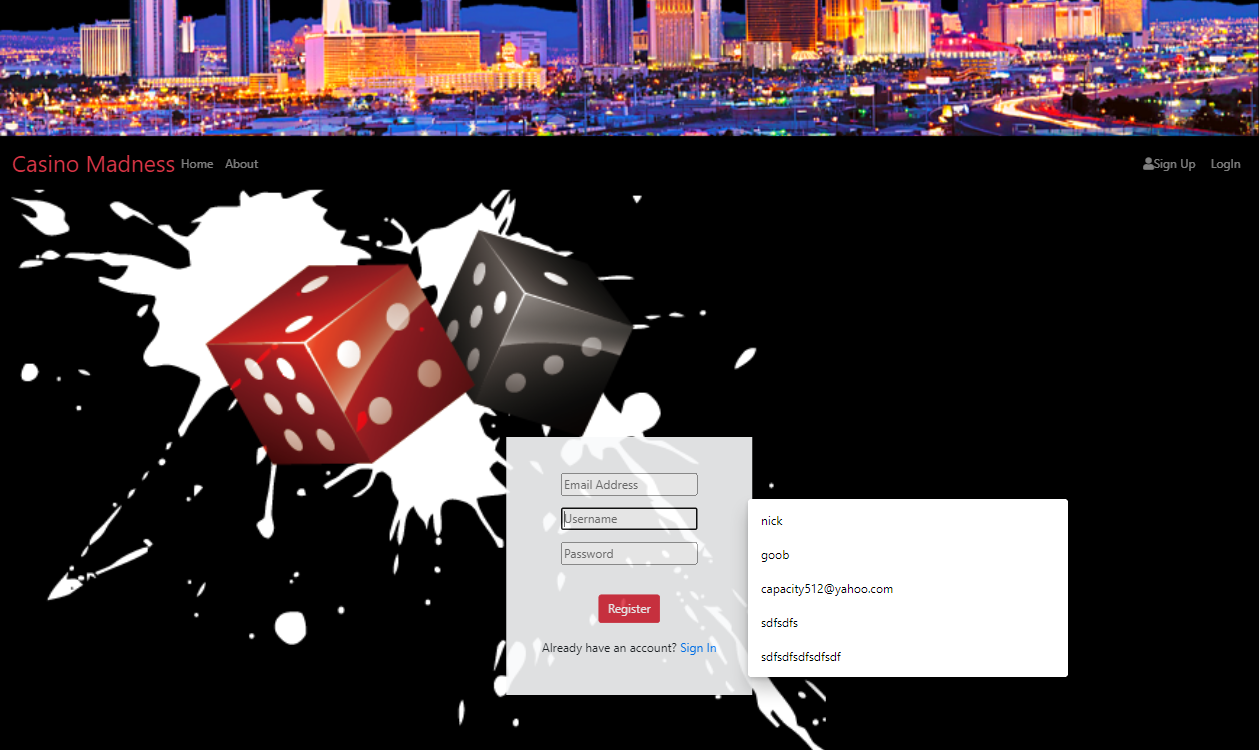 Casino Madness Home About Sign Up LogIn
Email Address
Username
Password
Register
Already have an account? Sign In
nick
goob
capacity512@yahoo.com
sdfsdfs
sdfsdfsdfsdfsdf